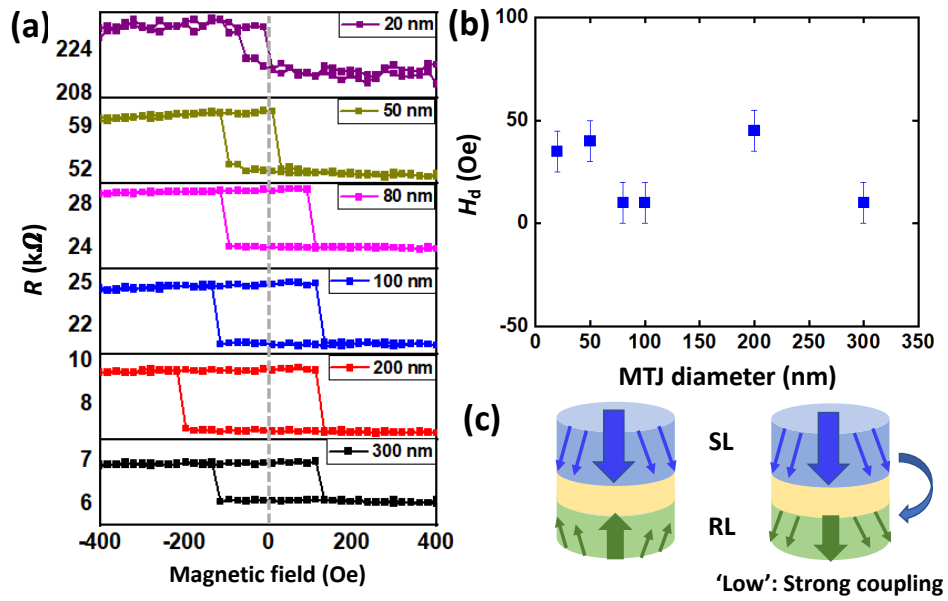 (a)
R (kΩ)
20 nm
224
208
50 nm
59
52
80 nm
28
24
100 nm
25
22
200 nm
10
8
300 nm
7
6
-400 -200 0 200 400
Magnetic field (Oe)
(b)
Hd (Oe)
100
50
0
-50
0 50 100 150 200 250 300 350
MTJ diameter (nm)
(c)
SL
RL
‘Low’: Strong coupling